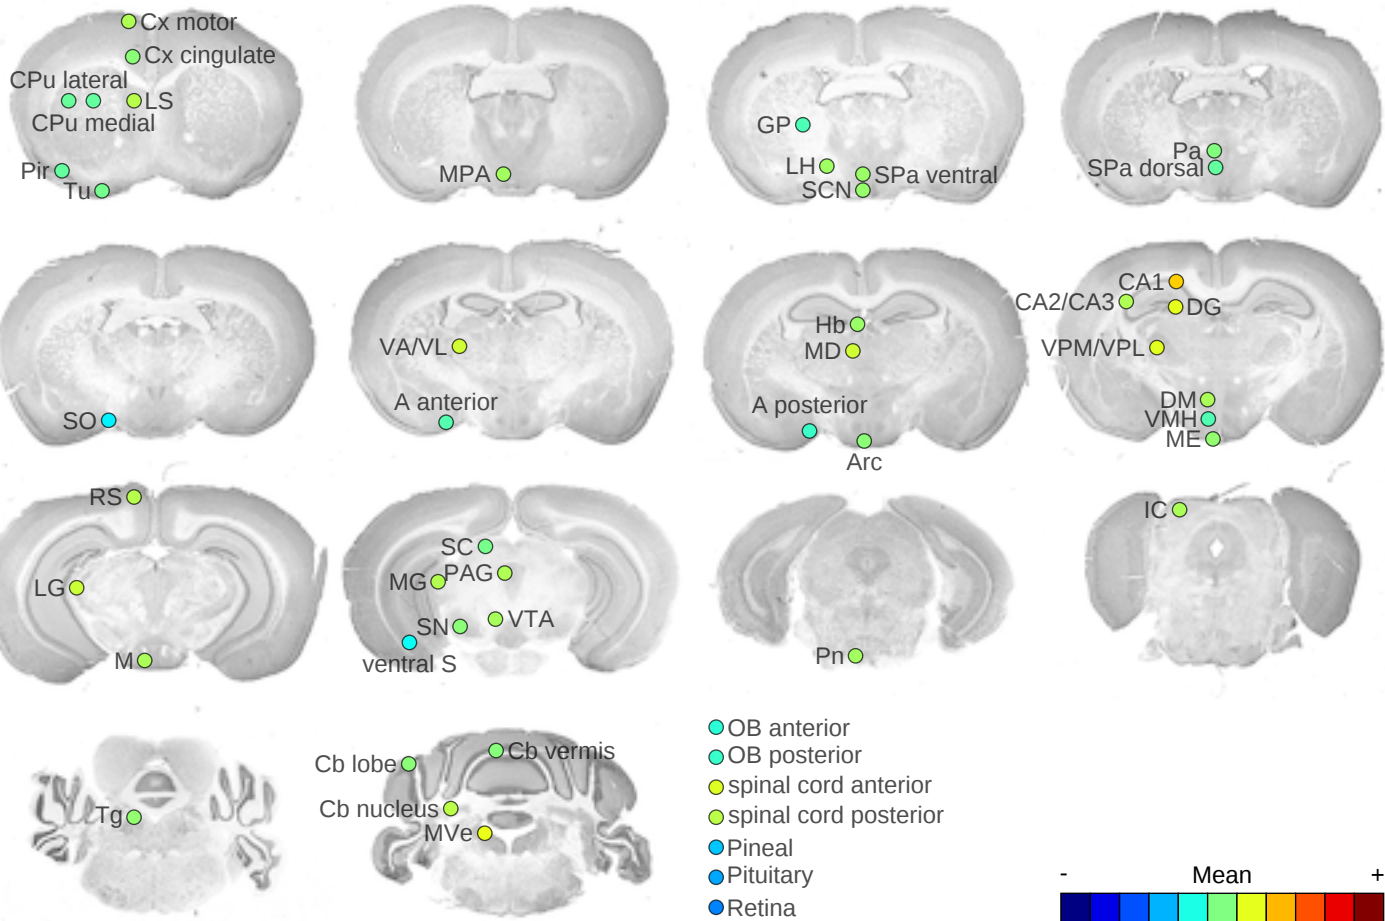 Cx motor
Cx cingulate
CPu lateral
LS
CPu medial
Pir
Tu
MPA
GP
LH
SPa ventral
SCN
Pa
SPa dorsal
SO
VA/VL
A anterior
Hb
MD
A posterior
Arc
CA1
CA2/CA3
DG
VPM/VPL
DM
VMH
ME
RS
LG
M
SC
MG
PAG
SN
VTA
ventral S
Pn
IC
Tg
Cb lobe
Cb vermis
Cb nucleus
MVe
OB anterior
OB posterior
spinal cord anterior
spinal cord posterior
Pineal
Pituitary
Retina
- Mean +